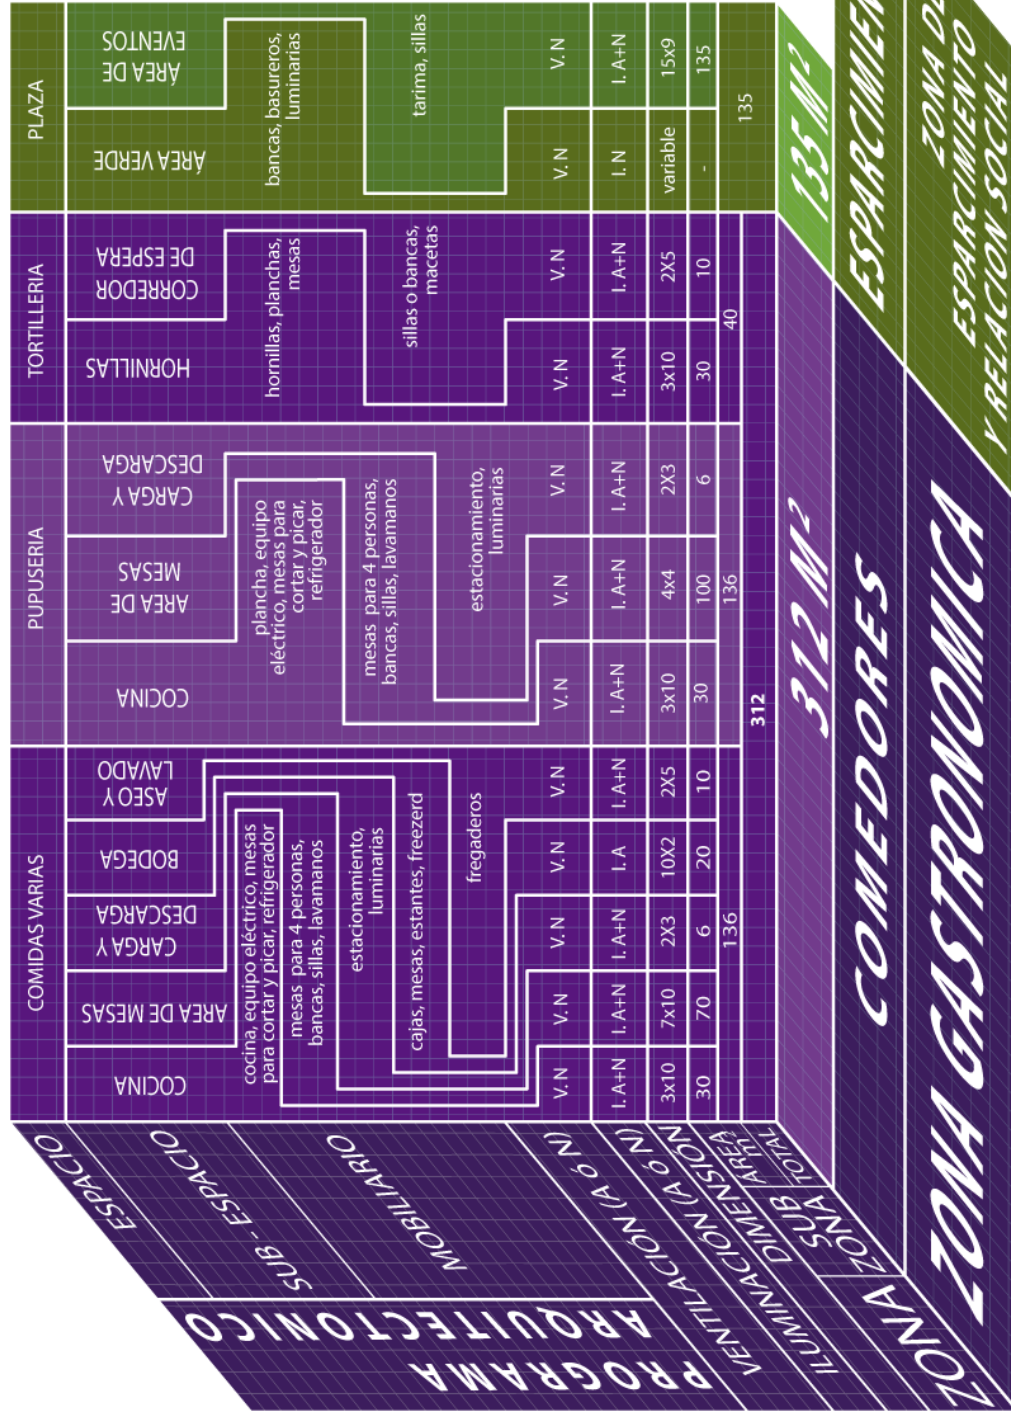 PROGRAMA
ARQUITECTONICO
ESPACIO
SUB - ESPACIO
MOBILIARIO
VENTILACIÓN (A ó N)
ILUMINACIÓN (A ó N)
DIMENSIÓN
AREA
m²
TOTAL
SUB
ZONA
ZONA
COMIDAS VARIAS
COCINA
AREA DE MESAS
CARGA Y
DESCARGA
BODEGA
ASEO Y
LAVADO
cocina, equipo eléctrico, mesas
para cortar y picar, refrigerador
mesas para 4 personas,
bancas, sillas, lavamanos
estacionamiento,
luminarias
cajas, mesas, estantes, freezerd
fregaderos
V. N
V. N
V. N
V. N
V. N
I. A+N
I. A+N
I. A+N
I. A
I. A+N
3x10
7x10
2X3
10X2
2X5
30
70
6
20
10
136
PUPUSERIA
COCINA
AREA DE
MESAS
CARGA Y
DESCARGA
plancha, equipo
eléctrico, mesas para
cortar y picar,
refrigerador
mesas para 4 personas,
bancas, sillas, lavamanos
estacionamiento,
luminarias
V. N
V. N
V. N
I. A+N
I. A+N
I. A+N
3x10
4x4
2X3
30
100
6
136
TORTILLERIA
HORNILLAS
CORREDOR
DE ESPERA
hornillas, planchas,
mesas
sillas o bancas,
macetas
V. N
V. N
I. A+N
I. A+N
3x10
2X5
30
10
40
312
PLAZA
ÁREA VERDE
ÁREA DE
EVENTOS
bancas, basureros,
luminarias
tarima, sillas
V. N
V. N
I. N
I. A+N
variable
15x9
-
135
135
312 M²
135 M²
COMEDORES
ESPARCIMIEN
ZONA GASTRONOMICA
ZONA DE
ESPARCIMIENTO
Y RELACION SOCIAL